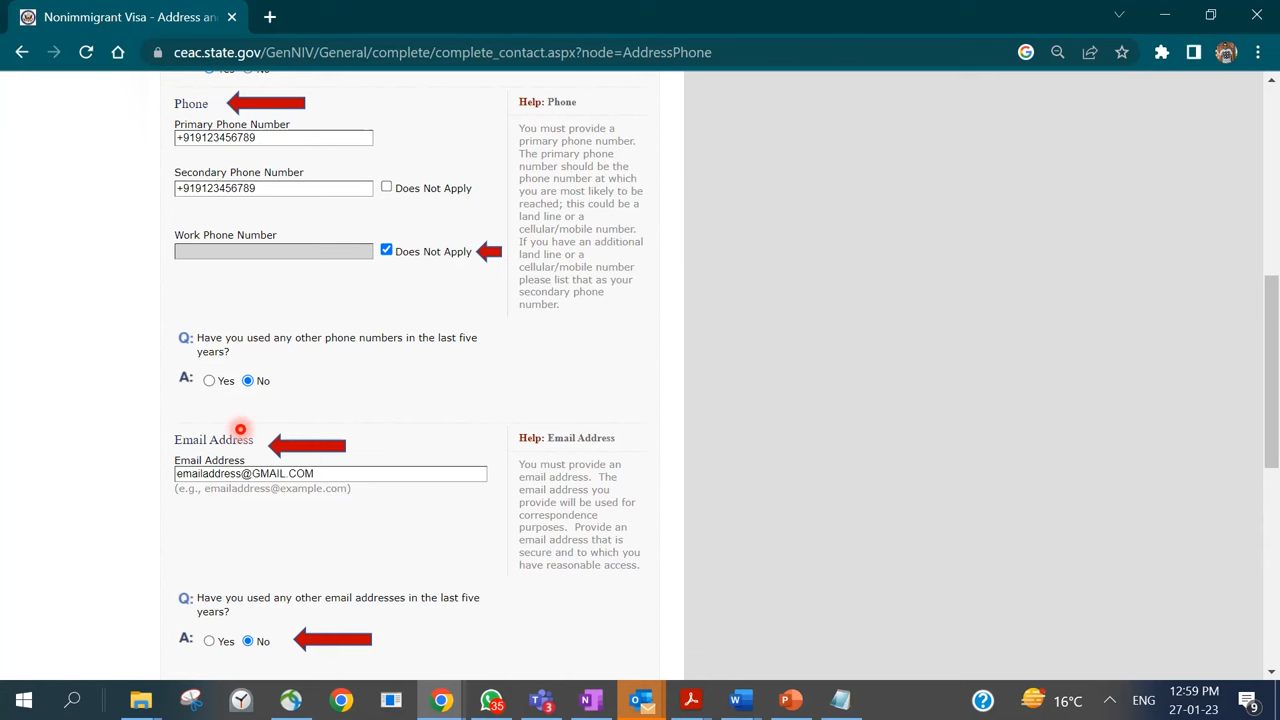 Nonimmigrant Visa - Address an
ceac.state.gov/GenNIV/General/complete/complete_contact.aspx?node=AddressPhone
Yes No
Phone
Primary Phone Number
+919123456789
Secondary Phone Number
+919123456789
Does Not Apply
Work Phone Number
Does Not Apply
Help: Phone
You must provide a
primary phone number.
The primary phone
number should be the
phone number at which
you are most likely to be
reached; this could be a
land line or a
cellular/mobile number.
If you have an additional
land line or a
cellular/mobile number
please list that as your
secondary phone
number.
Q: Have you used any other phone numbers in the last five
years?
A: Yes No
Email Address
Email Address
emailaddress@GMAIL.COM
(e.g., emailaddress@example.com)
Help: Email Address
You must provide an
email address. The
email address you
provide will be used for
correspondence
purposes. Provide an
email address that is
secure and to which you
have reasonable access.
Q: Have you used any other email addresses in the last five
years?
A: Yes No
35
3
16°C
ENG
12:59 PM
27-01-23
9